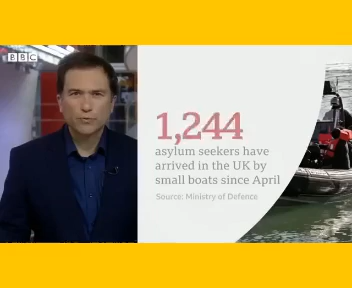 BBC
1,244
asylum seekers have
arrived in the UK by
small boats since April
Source: Ministry of Defence